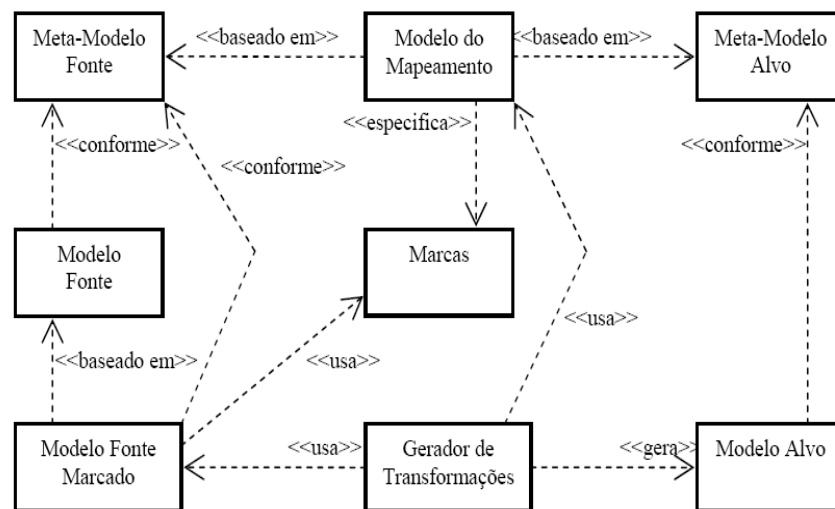 Meta-Modelo
Fonte
<<baseado em>>
Modelo do
Mapeamento
<<baseado em>>
Meta-Modelo
Alvo
<<conforme>>
<<conforme>>
<<especifica>>
<<conforme>>
Modelo
Fonte
Marcas
<<baseado em>>
<<usa>>
<<usa>>
Modelo Fonte
Marcado
<<usa>>
Gerador de
Transformações
<<gera>>
Modelo Alvo